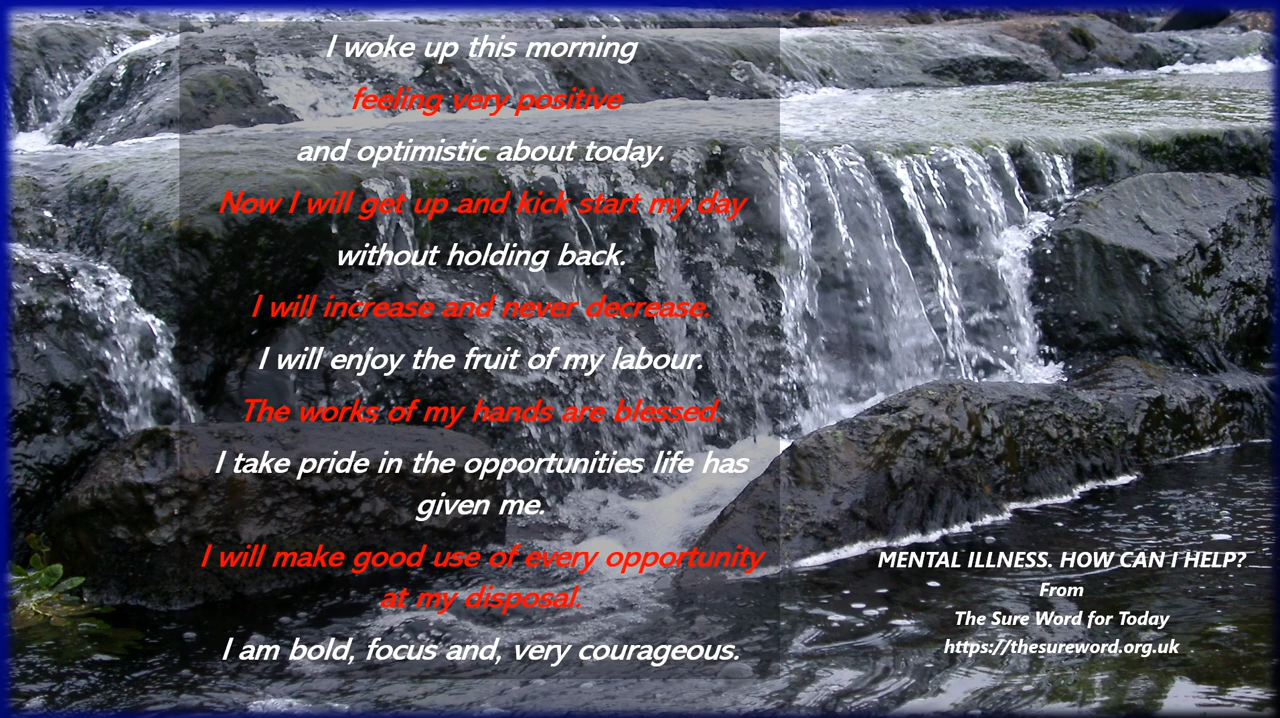 I woke up this morning
feeling very positive
and optimistic about today.
Now I will get up and kick start my day
without holding back.
I will increase and never decrease.
I will enjoy the fruit of my labour.
The works of my hands are blessed.
I take pride in the opportunities life has
given me.
I will make good use of every opportunity
at my disposal.
I am bold, focus and, very courageous.
MENTAL ILLNESS. HOW CAN I HELP?
From
The Sure Word for Today
https://thesureword.org.uk